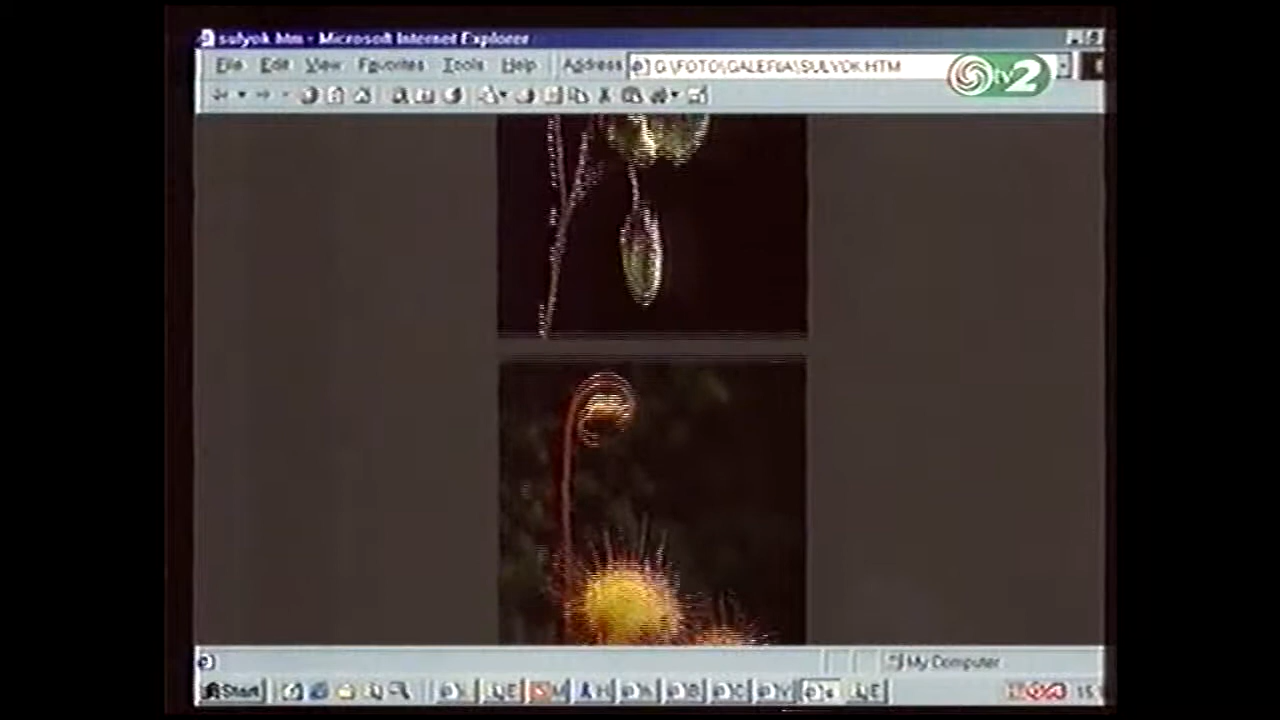 sulyok.htm - Microsoft Internet Explorer
File Edit View Favorites Tools Help Address G:\FOTO\GALERIA\SULYOK.HTM
tv2
My Computer
Start